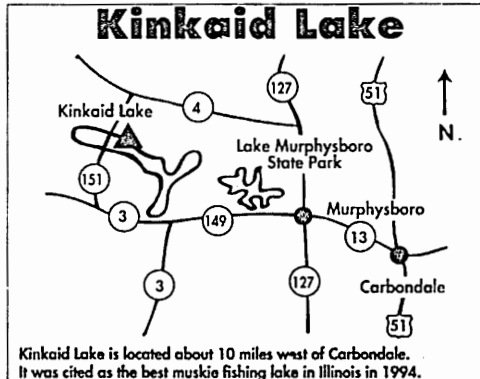 Kinkaid Lake
127
51
Kinkaid Lake
4
N.
Lake Murphysboro
State Park
151
Murphysboro
3
149
13
3
127
Carbondale
51
Kinkaid Lake is located about 10 miles west of Carbondale.
It was cited as the best muskie fishing lake in Illinois in 1994.